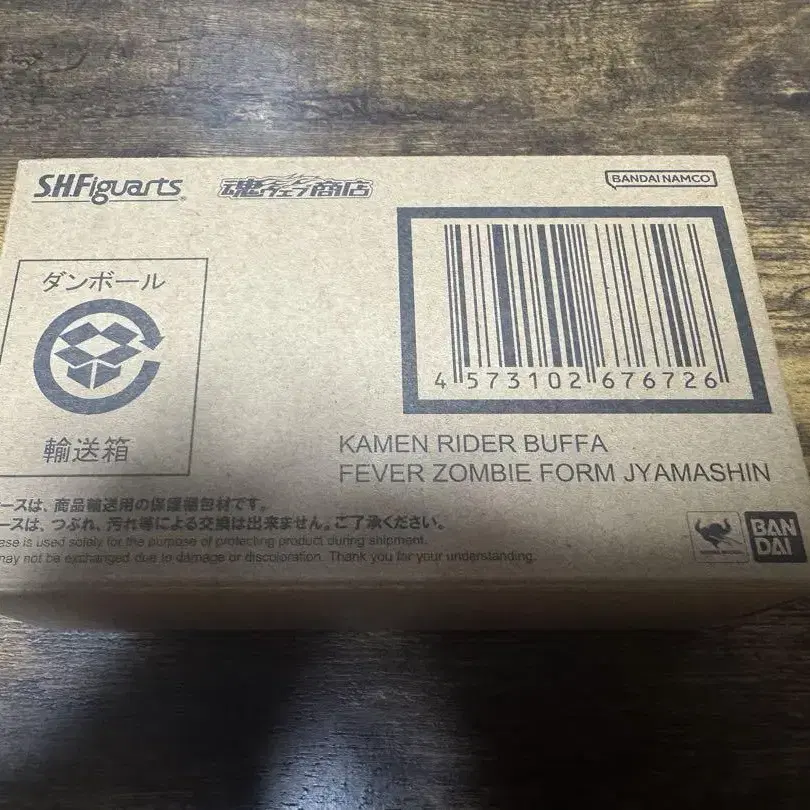 S.H.Figuarts
魂ウェブ商店
BANDAI NAMCO
ダンボール
輸送箱
4 573102 676726
KAMEN RIDER BUFFA
FEVER ZOMBIE FORM JYAMASHIN
ースは、商品輸送用の保護梱包材です。
ースは、つぶれ、汚れ等による交換は出来ません。ご了承ください。
ase is used solely for the purpose of protecting product during shipment.
may not be exchanged due to damage or discoloration. Thank you for your understanding.
BAN
DAI